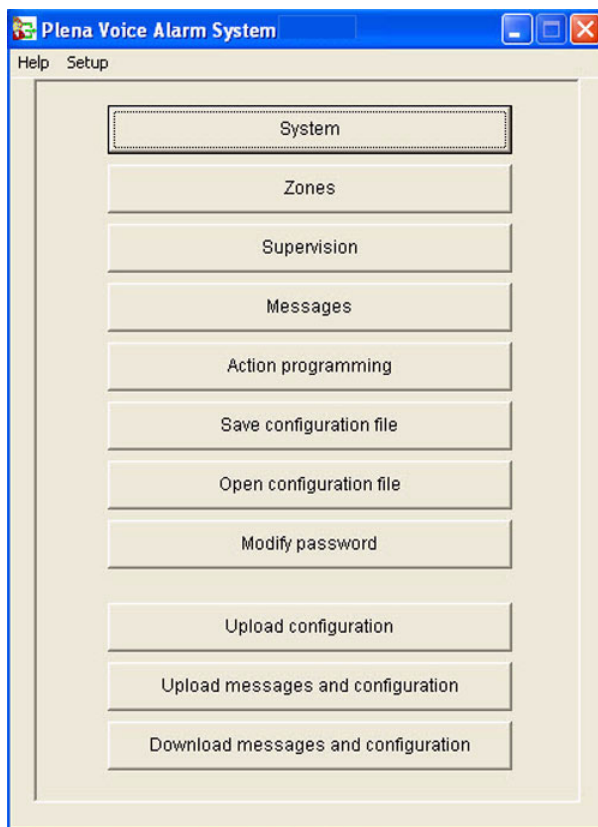 Plena Voice Alarm System
Help Setup
System
Zones
Supervision
Messages
Action programming
Save configuration file
Open configuration file
Modify password
Upload configuration
Upload messages and configuration
Download messages and configuration